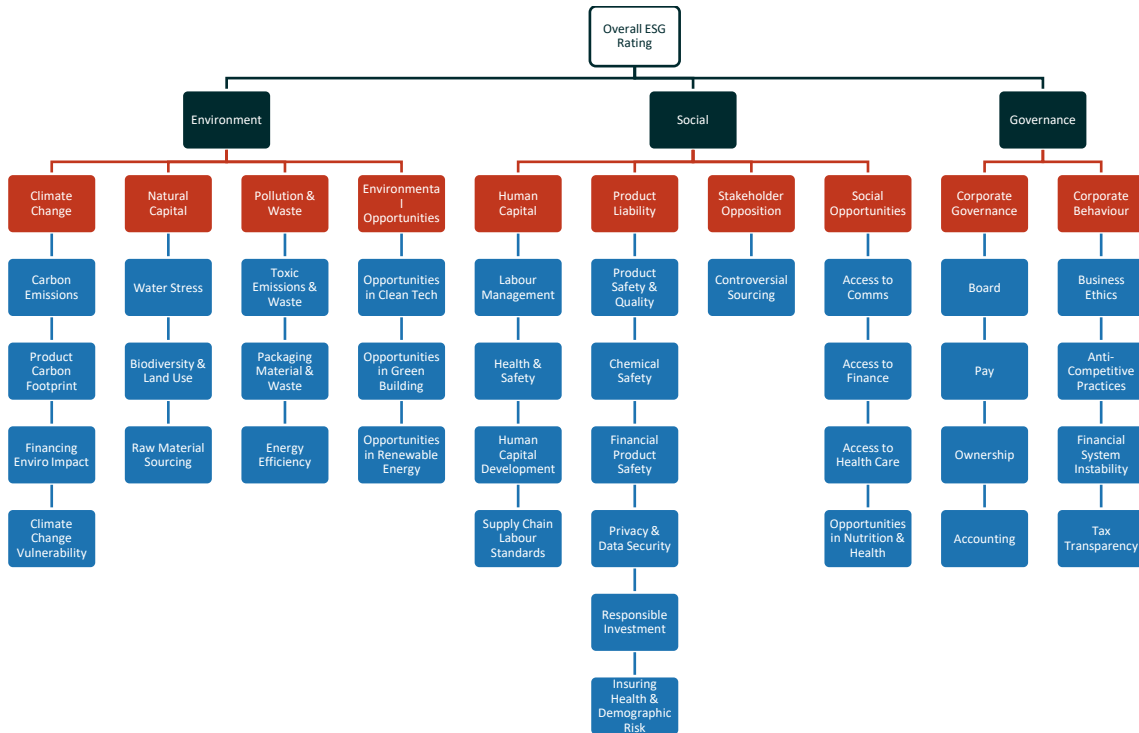 Overall ESG
Rating
Environment
Social
Governance
Climate
Change
Natural
Capital
Pollution &
Waste
Environmenta
l
Opportunities
Human
Capital
Product
Liability
Stakeholder
Opposition
Social
Opportunities
Corporate
Governance
Corporate
Behaviour
Carbon
Emissions
Water Stress
Toxic
Emissions &
Waste
Opportunities
in Clean Tech
Labour
Management
Product
Safety &
Quality
Controversial
Sourcing
Access to
Comms
Board
Business
Ethics
Product
Carbon
Footprint
Biodiversity &
Land Use
Packaging
Material &
Waste
Opportunities
in Green
Building
Health &
Safety
Chemical
Safety
Access to
Finance
Pay
Anti-
Competitive
Practices
Financing
Enviro Impact
Raw Material
Sourcing
Energy
Efficiency
Opportunities
in Renewable
Energy
Human
Capital
Development
Financial
Product
Safety
Access to
Health Care
Ownership
Financial
System
Instability
Climate
Change
Vulnerability
Supply Chain
Labour
Standards
Privacy &
Data Security
Opportunities
in Nutrition &
Health
Accounting
Tax
Transparency
Responsible
Investment
Insuring
Health &
Demographic
Risk